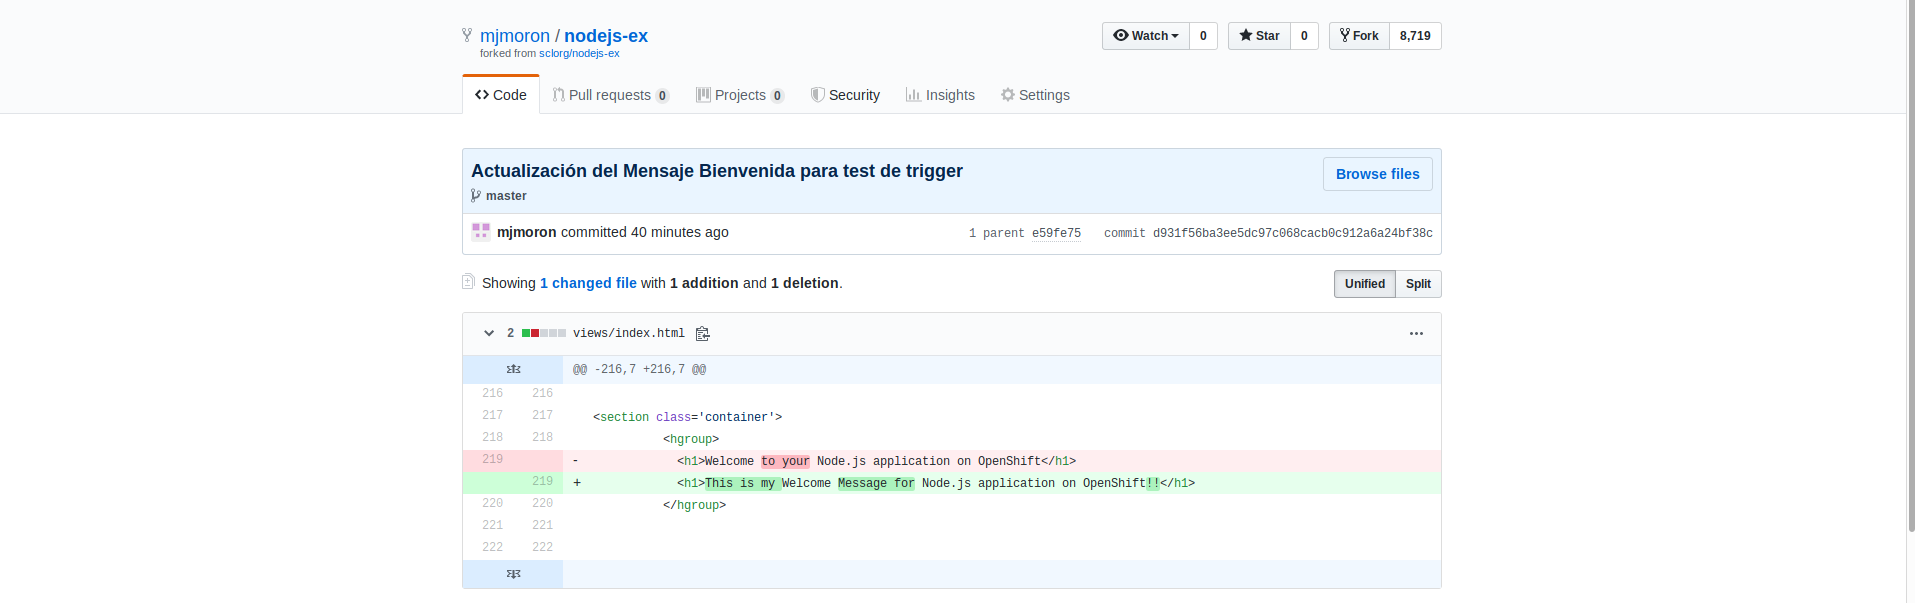 mjmoron / nodejs-ex
forked from sclorg/nodejs-ex
Watch 0 Star 0 Fork 8,719
Code Pull requests 0 Projects 0 Security Insights Settings
Actualización del Mensaje Bienvenida para test de trigger
Browse files
master
mjmoron committed 40 minutes ago 1 parent e59fe75 commit d931f56ba3ee5dc97c068cacb0c912a6a24bf38c
Showing 1 changed file with 1 addition and 1 deletion. Unified Split
2 views/index.html
@@ -216,7 +216,7 @@
216 216
217 217 <section class='container'>
218 218 <hgroup>
219 - <h1>Welcome to your Node.js application on OpenShift</h1>
219 + <h1>This is my Welcome Message for Node.js application on OpenShift!!</h1>
220 220 </hgroup>
221 221
222 222